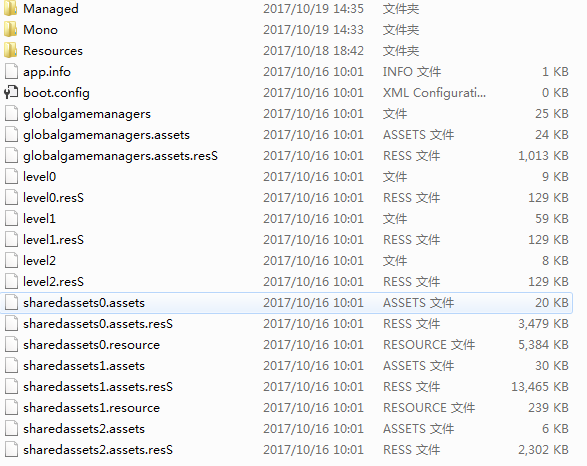 Managed 2017/10/19 14:35 文件夹
Mono 2017/10/19 14:33 文件夹
Resources 2017/10/18 18:42 文件夹
app.info 2017/10/16 10:01 INFO 文件 1 KB
boot.config 2017/10/16 10:01 XML Configurati... 0 KB
globalgamemanagers 2017/10/16 10:01 文件 25 KB
globalgamemanagers.assets 2017/10/16 10:01 ASSETS 文件 24 KB
globalgamemanagers.assets.resS 2017/10/16 10:01 RESS 文件 1,013 KB
level0 2017/10/16 10:01 文件 9 KB
level0.resS 2017/10/16 10:01 RESS 文件 129 KB
level1 2017/10/16 10:01 文件 59 KB
level1.resS 2017/10/16 10:01 RESS 文件 129 KB
level2 2017/10/16 10:01 文件 8 KB
level2.resS 2017/10/16 10:01 RESS 文件 129 KB
sharedassets0.assets 2017/10/16 10:01 ASSETS 文件 20 KB
sharedassets0.assets.resS 2017/10/16 10:01 RESS 文件 3,479 KB
sharedassets0.resource 2017/10/16 10:01 RESOURCE 文件 5,384 KB
sharedassets1.assets 2017/10/16 10:01 ASSETS 文件 30 KB
sharedassets1.assets.resS 2017/10/16 10:01 RESS 文件 13,465 KB
sharedassets1.resource 2017/10/16 10:01 RESOURCE 文件 239 KB
sharedassets2.assets 2017/10/16 10:01 ASSETS 文件 6 KB
sharedassets2.assets.resS 2017/10/16 10:01 RESS 文件 2,302 KB